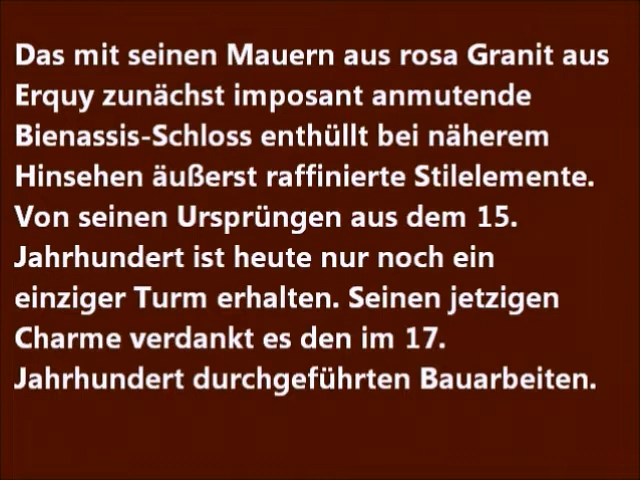 Das mit seinen Mauern aus rosa Granit aus
Erquy zunächst imposant anmutende
Bienassis-Schloss enthüllt bei näherem
Hinsehen äußerst raffinierte Stilelemente.
Von seinen Ursprüngen aus dem 15.
Jahrhundert ist heute nur noch ein
einziger Turm erhalten. Seinen jetzigen
Charme verdankt es den im 17.
Jahrhundert durchgeführten Bauarbeiten.